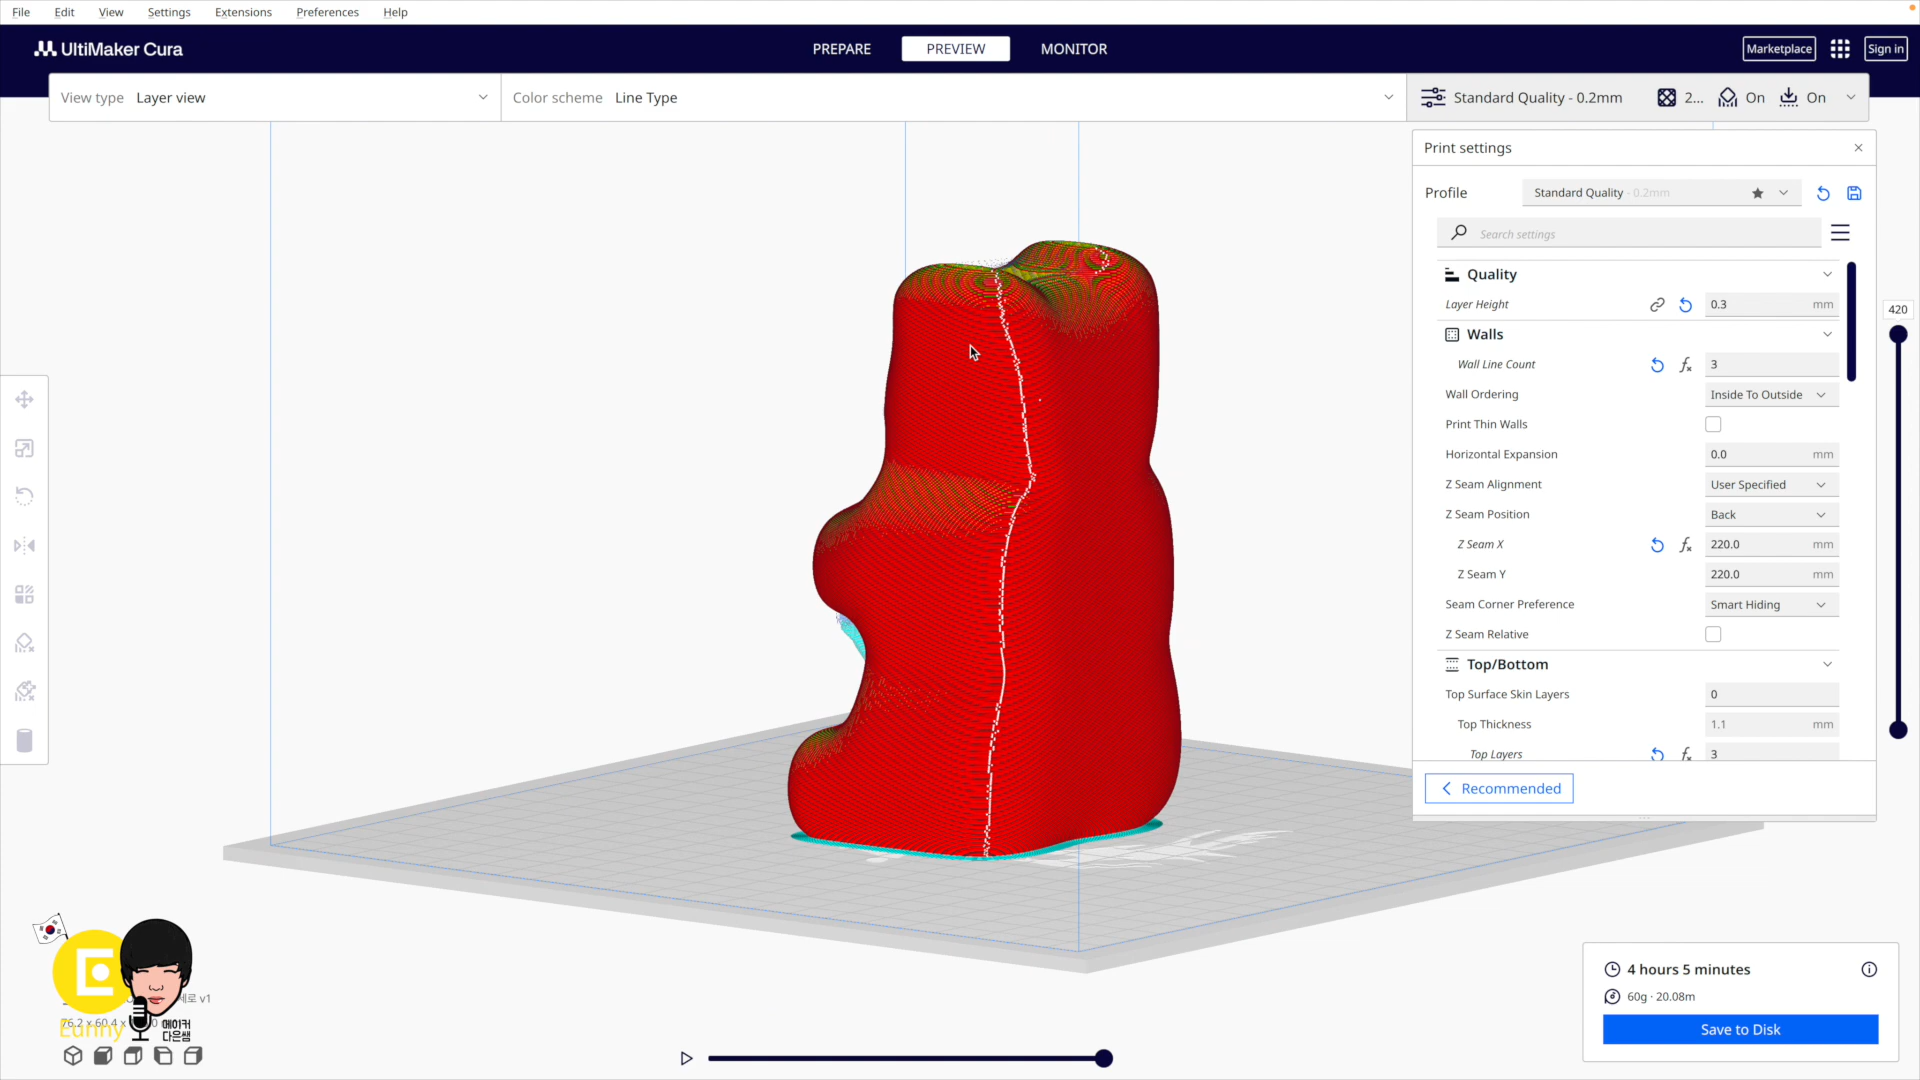 File Edit View Settings Extensions Preferences Help
UltiMaker Cura
PREPARE PREVIEW MONITOR
Marketplace Sign in
View type Layer view
Color scheme Line Type
Standard Quality - 0.2mm 2... On On
Print settings
Profile Standard Quality - 0.2mm
Search settings
Quality
Layer Height 0.3 mm
Walls
Wall Line Count 3
Wall Ordering Inside To Outside
Print Thin Walls
Horizontal Expansion 0.0 mm
Z Seam Alignment User Specified
Z Seam Position Back
Z Seam X 220.0 mm
Z Seam Y 220.0 mm
Seam Corner Preference Smart Hiding
Z Seam Relative
Top/Bottom
Top Surface Skin Layers 0
Top Thickness 1.1 mm
Top Layers 3
Recommended
420
4 hours 5 minutes
60g · 20.08m
Save to Disk
세로 v1
76.2 x 60.4 x
Eunny
메이커
다은쌤